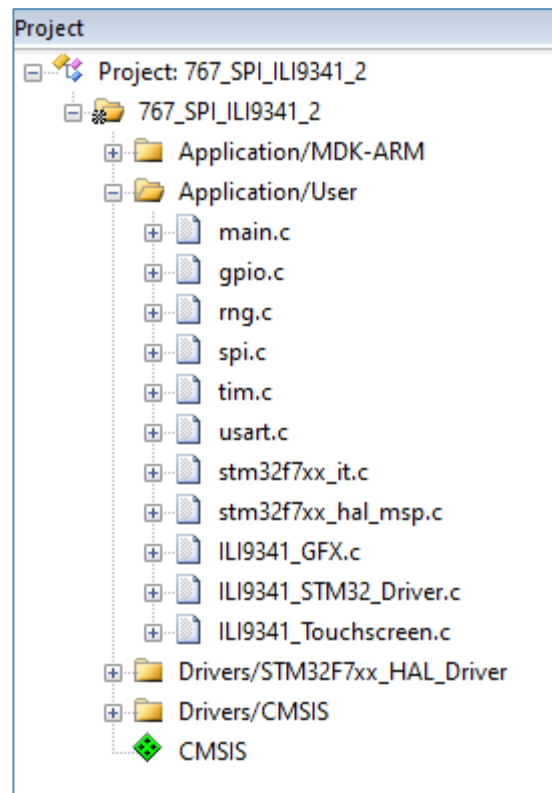 Project
Project: 767_SPI_ILI9341_2
767_SPI_ILI9341_2
Application/MDK-ARM
Application/User
main.c
gpio.c
rng.c
spi.c
tim.c
usart.c
stm32f7xx_it.c
stm32f7xx_hal_msp.c
ILI9341_GFX.c
ILI9341_STM32_Driver.c
ILI9341_Touchscreen.c
Drivers/STM32F7xx_HAL_Driver
Drivers/CMSIS
CMSIS